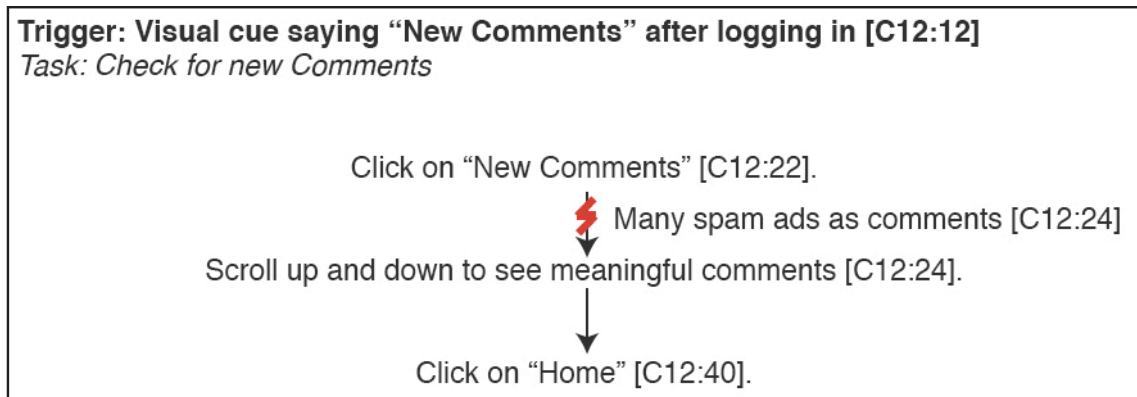 Trigger: Visual cue saying “New Comments” after logging in [C12:12]
Task: Check for new Comments
Click on “New Comments” [C12:22].
Many spam ads as comments [C12:24]
Scroll up and down to see meaningful comments [C12:24].
Click on “Home” [C12:40].